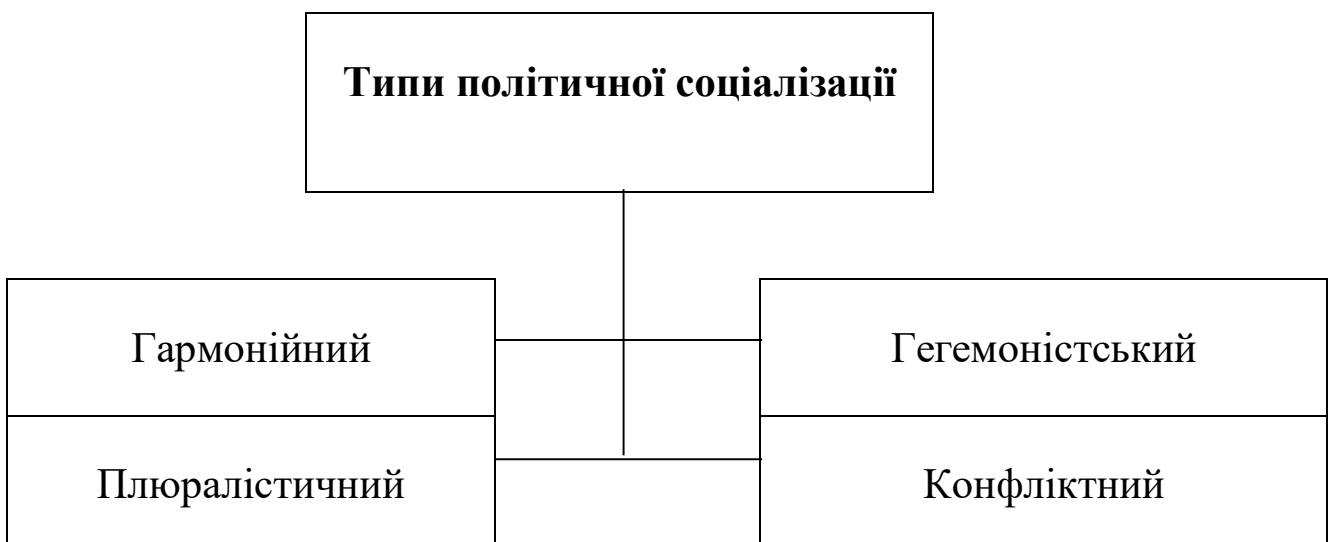 Типи політичної соціалізації
Гармонійний
Гегемоністський
Плюралістичний
Конфліктний